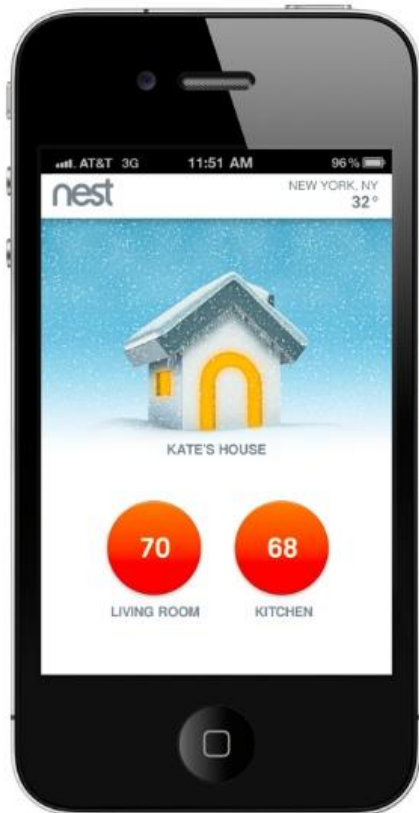 AT&T 3G 11:51 AM 96%
nest
NEW YORK, NY
32°
KATE'S HOUSE
70 68
LIVING ROOM KITCHEN